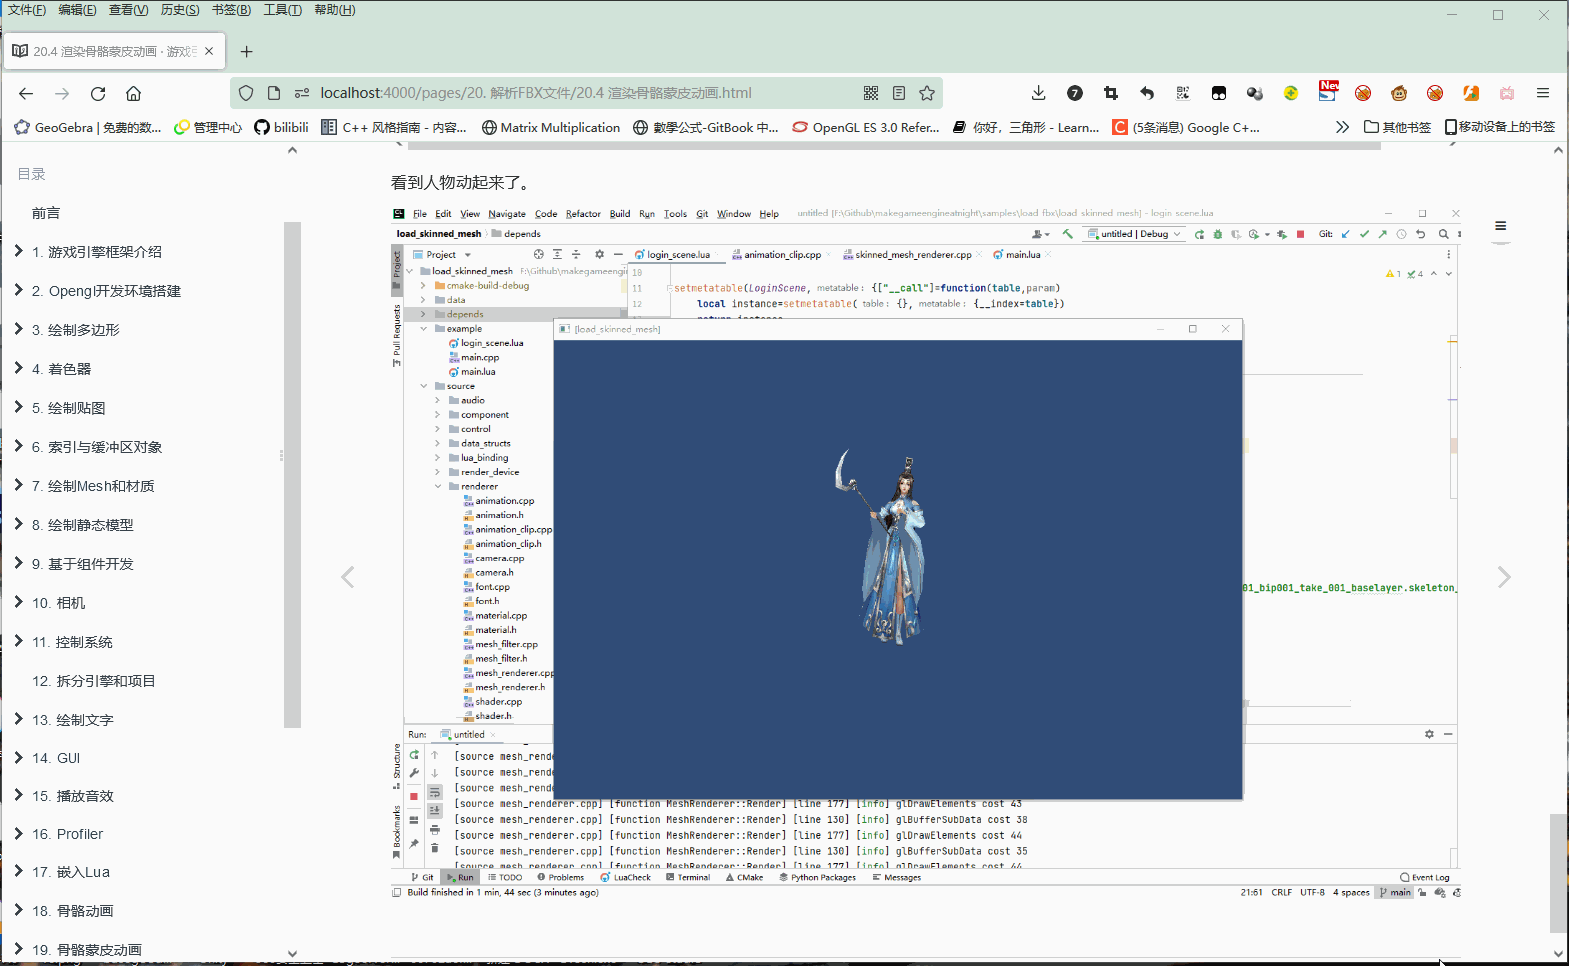 文件(F) 编辑(E) 查看(V) 历史(S) 书签(B) 工具(T) 帮助(H)
20.4 渲染骨骼蒙皮动画 · 游戏引
localhost:4000/pages/20. 解析FBX文件/20.4 渲染骨骼蒙皮动画.html
7
New
GeoGebra | 免费的数... 管理中心 bilibili C++ 风格指南 - 内容... Matrix Multiplication 數學公式-GitBook 中... OpenGL ES 3.0 Refer... 你好，三角形 - Learn... (5条消息) Google C+... 其他书签 移动设备上的书签
目录
前言
1. 游戏引擎框架介绍
2. Opengl开发环境搭建
3. 绘制多边形
4. 着色器
5. 绘制贴图
6. 索引与缓冲区对象
7. 绘制Mesh和材质
8. 绘制静态模型
9. 基于组件开发
10. 相机
11. 控制系统
12. 拆分引擎和项目
13. 绘制文字
14. GUI
15. 播放音效
16. Profiler
17. 嵌入Lua
18. 骨骼动画
19. 骨骼蒙皮动画
看到人物动起来了。
File Edit View Navigate Code Refactor Build Run Tools Git Window Help untitled [F:\Github\makegameengineatnight\samples\load_fbx\load_skinned_mesh] - login_scene.lua
load_skinned_mesh depends untitled | Debug Git:
Project login_scene.lua animation_clip.cpp skinned_mesh_renderer.cpp main.lua
load_skinned_mesh F:\Github\makegameengi
cmake-build-debug
data
depends
example
login_scene.lua
main.cpp
main.lua
source
audio
component
control
data_structs
lua_binding
render_device
renderer
animation.cpp
animation.h
animation_clip.cpp
animation_clip.h
camera.cpp
camera.h
font.cpp
font.h
material.cpp
material.h
mesh_filter.cpp
mesh_filter.h
mesh_renderer.cpp
mesh_renderer.h
shader.cpp
shader.h
Project
Pull Requests
Structure
Bookmarks
10
11 setmetatable(LoginScene, metatable: {["__call"]=function(table,param)
12 local instance=setmetatable( table: {}, metatable: {__index=table})
1 4
[load_skinned_mesh]
01_bip001_take_001_baselayer.skeleton_
Run: untitled
[source mesh_rende
[source mesh_rende
[source mesh_rende
[source mesh_renderer.cpp] [function MeshRenderer::Render] [line 177] [info] glDrawElements cost 43
[source mesh_renderer.cpp] [function MeshRenderer::Render] [line 130] [info] glBufferSubData cost 38
[source mesh_renderer.cpp] [function MeshRenderer::Render] [line 177] [info] glDrawElements cost 44
[source mesh_renderer.cpp] [function MeshRenderer::Render] [line 130] [info] glBufferSubData cost 35
[source mesh_renderer.cpp] [function MeshRenderer::Render] [line 177] [info] glDrawElements cost 44
Git Run TODO Problems LuaCheck Terminal CMake Python Packages Messages Event Log
Build finished in 1 min, 44 sec (3 minutes ago) 21:61 CRLF UTF-8 4 spaces main